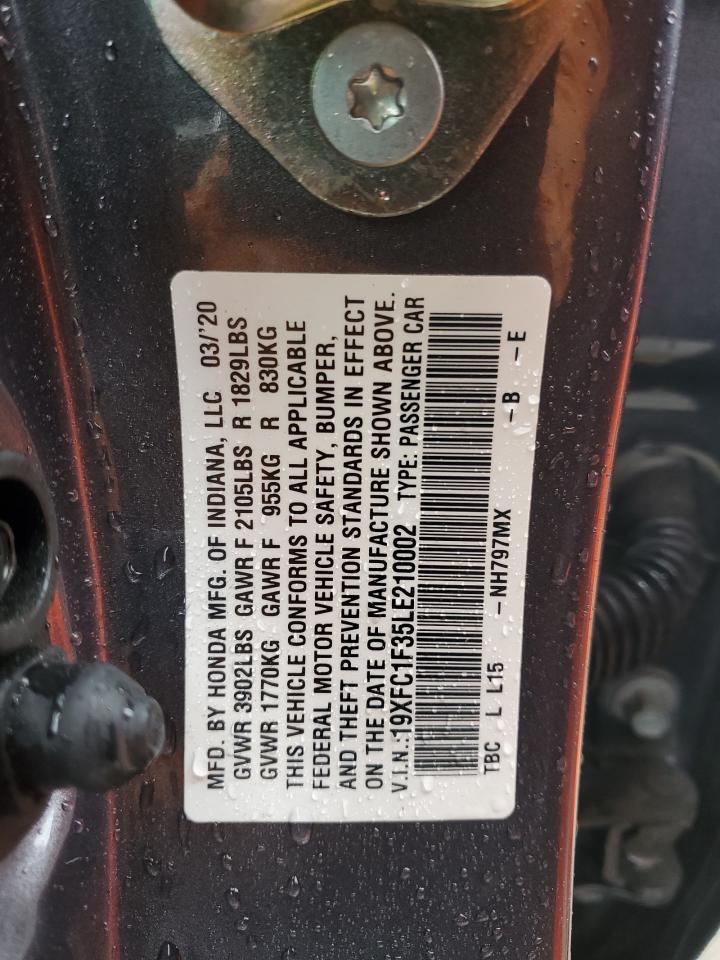 MFD. BY HONDA MFG. OF INDIANA, LLC 03/'20
GVWR 3902LBS GAWR F 2105LBS R 1829LBS
GVWR 1770KG GAWR F 955KG R 830KG
THIS VEHICLE CONFORMS TO ALL APPLICABLE
FEDERAL MOTOR VEHICLE SAFETY, BUMPER,
AND THEFT PREVENTION STANDARDS IN EFFECT
ON THE DATE OF MANUFACTURE SHOWN ABOVE.
V.I.N.:19XFC1F35LE210002 TYPE: PASSENGER CAR
TBC L L15 –NH797MX –B –E